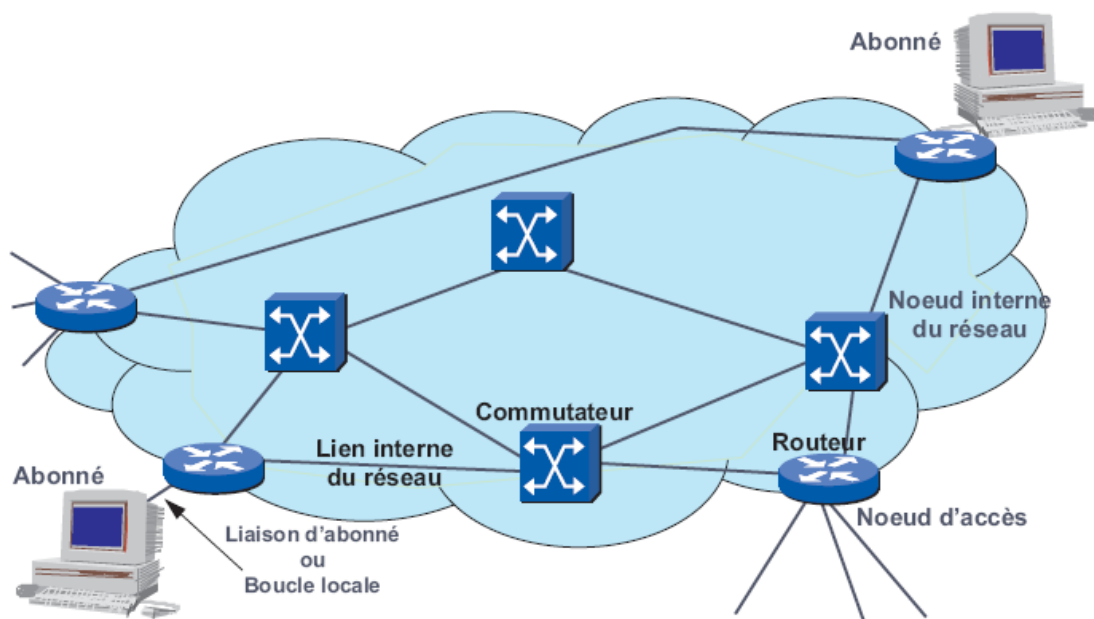 Abonné
Noeud interne
du réseau
Commutateur
Routeur
Lien interne
du réseau
Abonné
Noeud d'accès
Liaison d'abonné
ou
Boucle locale